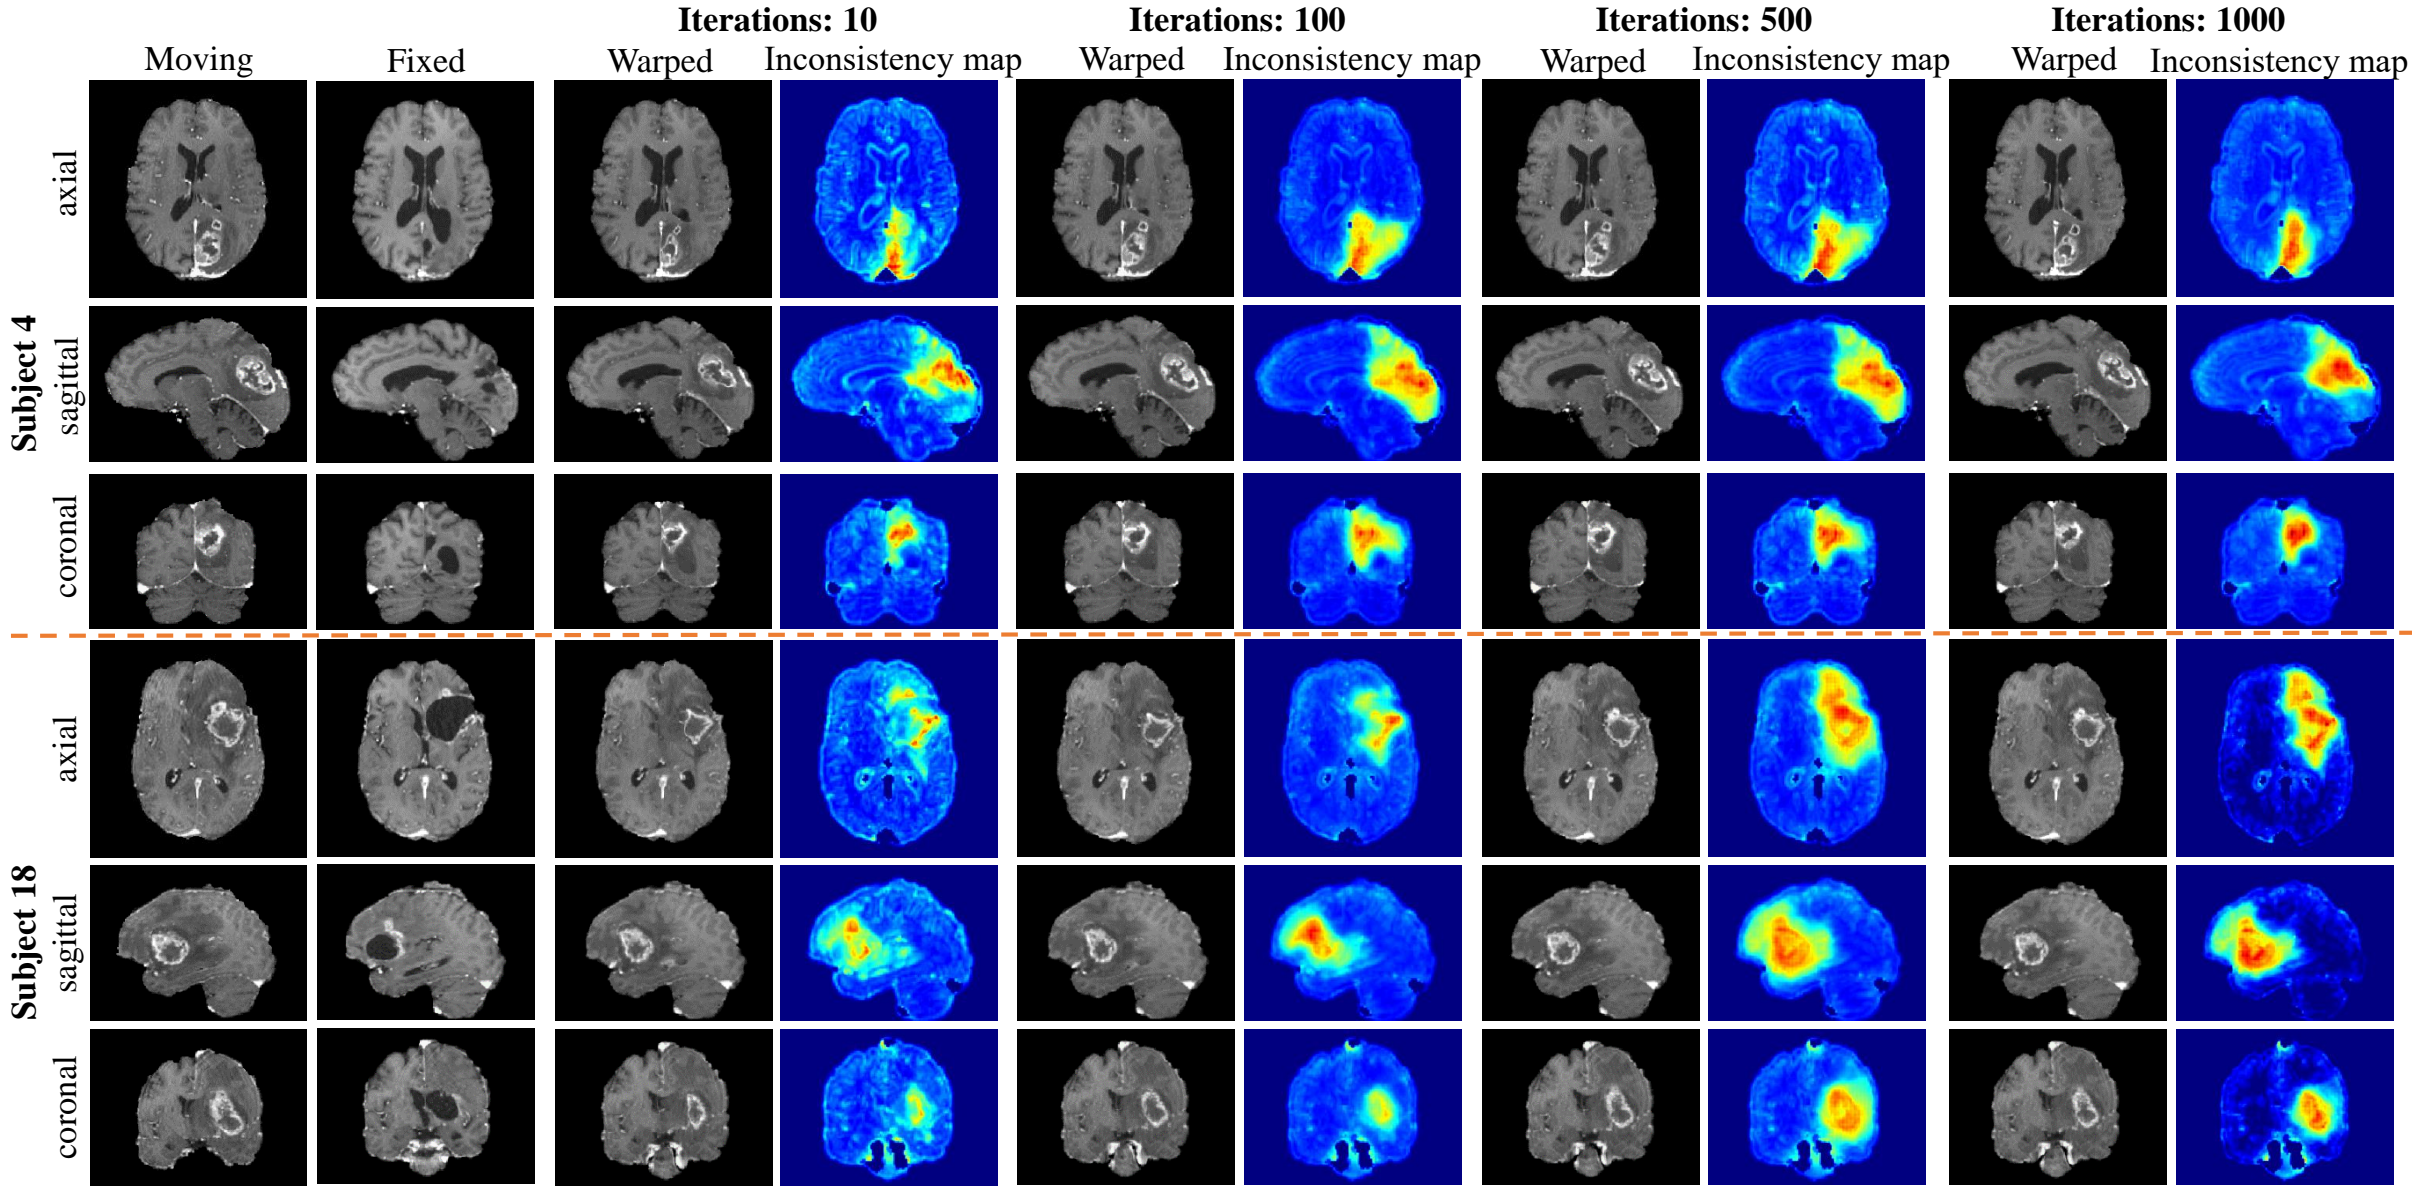 Iterations: 10 Iterations: 100 Iterations: 500 Iterations: 1000
Moving Fixed Warped Inconsistency map Warped Inconsistency map Warped Inconsistency map Warped Inconsistency map
Subject 4
axial
sagittal
coronal
Subject 18
axial
sagittal
coronal